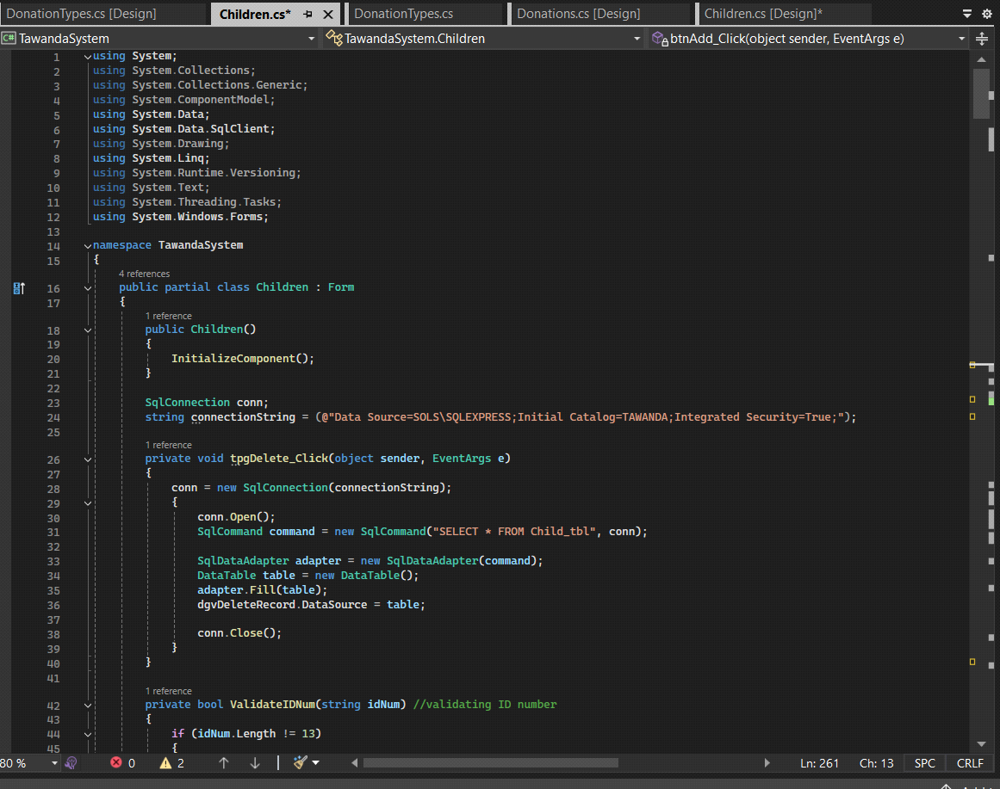 DonationTypes.cs [Design] Children.cs* DonationTypes.cs Donations.cs [Design] Children.cs [Design]*
C# TawandaSystem TawandaSystem.Children btnAdd_Click(object sender, EventArgs e)
1 using System;
2 using System.Collections;
3 using System.Collections.Generic;
4 using System.ComponentModel;
5 using System.Data;
6 using System.Data.SqlClient;
7 using System.Drawing;
8 using System.Linq;
9 using System.Runtime.Versioning;
10 using System.Text;
11 using System.Threading.Tasks;
12 using System.Windows.Forms;
13
14 namespace TawandaSystem
15 {
4 references
16 public partial class Children : Form
17 {
1 reference
18 public Children()
19 {
20 InitializeComponent();
21 }
22
23 SqlConnection conn;
24 string connectionString = (@"Data Source=SOLS\SQLEXPRESS;Initial Catalog=TAWANDA;Integrated Security=True;");
25
1 reference
26 private void tpgDelete_Click(object sender, EventArgs e)
27 {
28 conn = new SqlConnection(connectionString);
29 {
30 conn.Open();
31 SqlCommand command = new SqlCommand("SELECT * FROM Child_tbl", conn);
32
33 SqlDataAdapter adapter = new SqlDataAdapter(command);
34 DataTable table = new DataTable();
35 adapter.Fill(table);
36 dgvDeleteRecord.DataSource = table;
37
38 conn.Close();
39 }
40 }
41
1 reference
42 private bool ValidateIDNum(string idNum) //validating ID number
43 {
44 if (idNum.Length != 13)
45 {
80 % 0 2 Ln: 261 Ch: 13 SPC CRLF